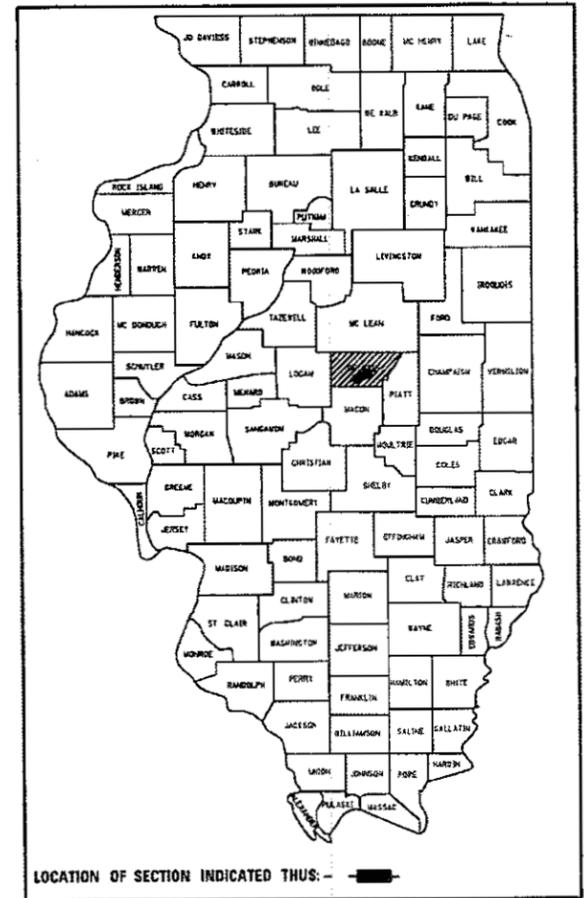 JO DAVIESS STEPHENSON WINNEBAGO BOONE MC HENRY LAKE
CARROLL OGLE DE KALB KANE DU PAGE COOK
WHITESIDE LEE
KENDALL WILL
ROCK ISLAND HENRY BUREAU LA SALLE GRUNDY
MERCER PUTNAM KANKAKEE
STARK MARSHALL
HENDERSON WARREN KNOX PEORIA WOODFORD LIVINGSTON IROQUOIS
HANCOCK MC DONOUGH FULTON TAZEWELL MC LEAN FORD
MASON
SCHUYLER LOGAN CHAMPAIGN VERMILION
ADAMS BROWN CASS MENARD MACON PIATT
MORGAN SANGAMON DOUGLAS EDGAR
PIKE SCOTT CHRISTIAN MOULTRIE COLES
GREENE MACOUPIN MONTGOMERY SHELBY CUMBERLAND CLARK
CALHOUN JERSEY FAYETTE EFFINGHAM JASPER CRAWFORD
MADISON BOND CLAY RICHLAND LAWRENCE
CLINTON MARION
ST CLAIR WAYNE EDWARDS WABASH
MONROE WASHINGTON JEFFERSON
RANDOLPH PERRY HAMILTON WHITE
FRANKLIN
JACKSON WILLIAMSON SALINE GALLATIN
UNION JOHNSON POPE HARDIN
ALEXANDER PULASKI MASSAC
LOCATION OF SECTION INDICATED THUS: - -